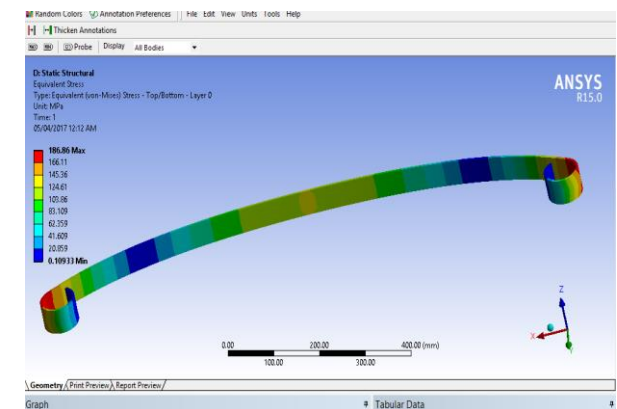 Random Colors Annotation Preferences File Edit View Units Tools Help
Thicken Annotations
Probe Display All Bodies
D: Static Structural
Equivalent Stress
Type: Equivalent (von-Mises) Stress - Top/Bottom - Layer 0
Unit: MPa
Time: 1
05/04/2017 12:12 AM
ANSYS
R15.0
186.86 Max
166.11
145.36
124.61
103.86
83.109
62.359
41.609
20.859
0.10933 Min
0.00 200.00 400.00 (mm)
100.00 300.00
Z
X
Y
Geometry Print Preview Report Preview
Graph Tabular Data